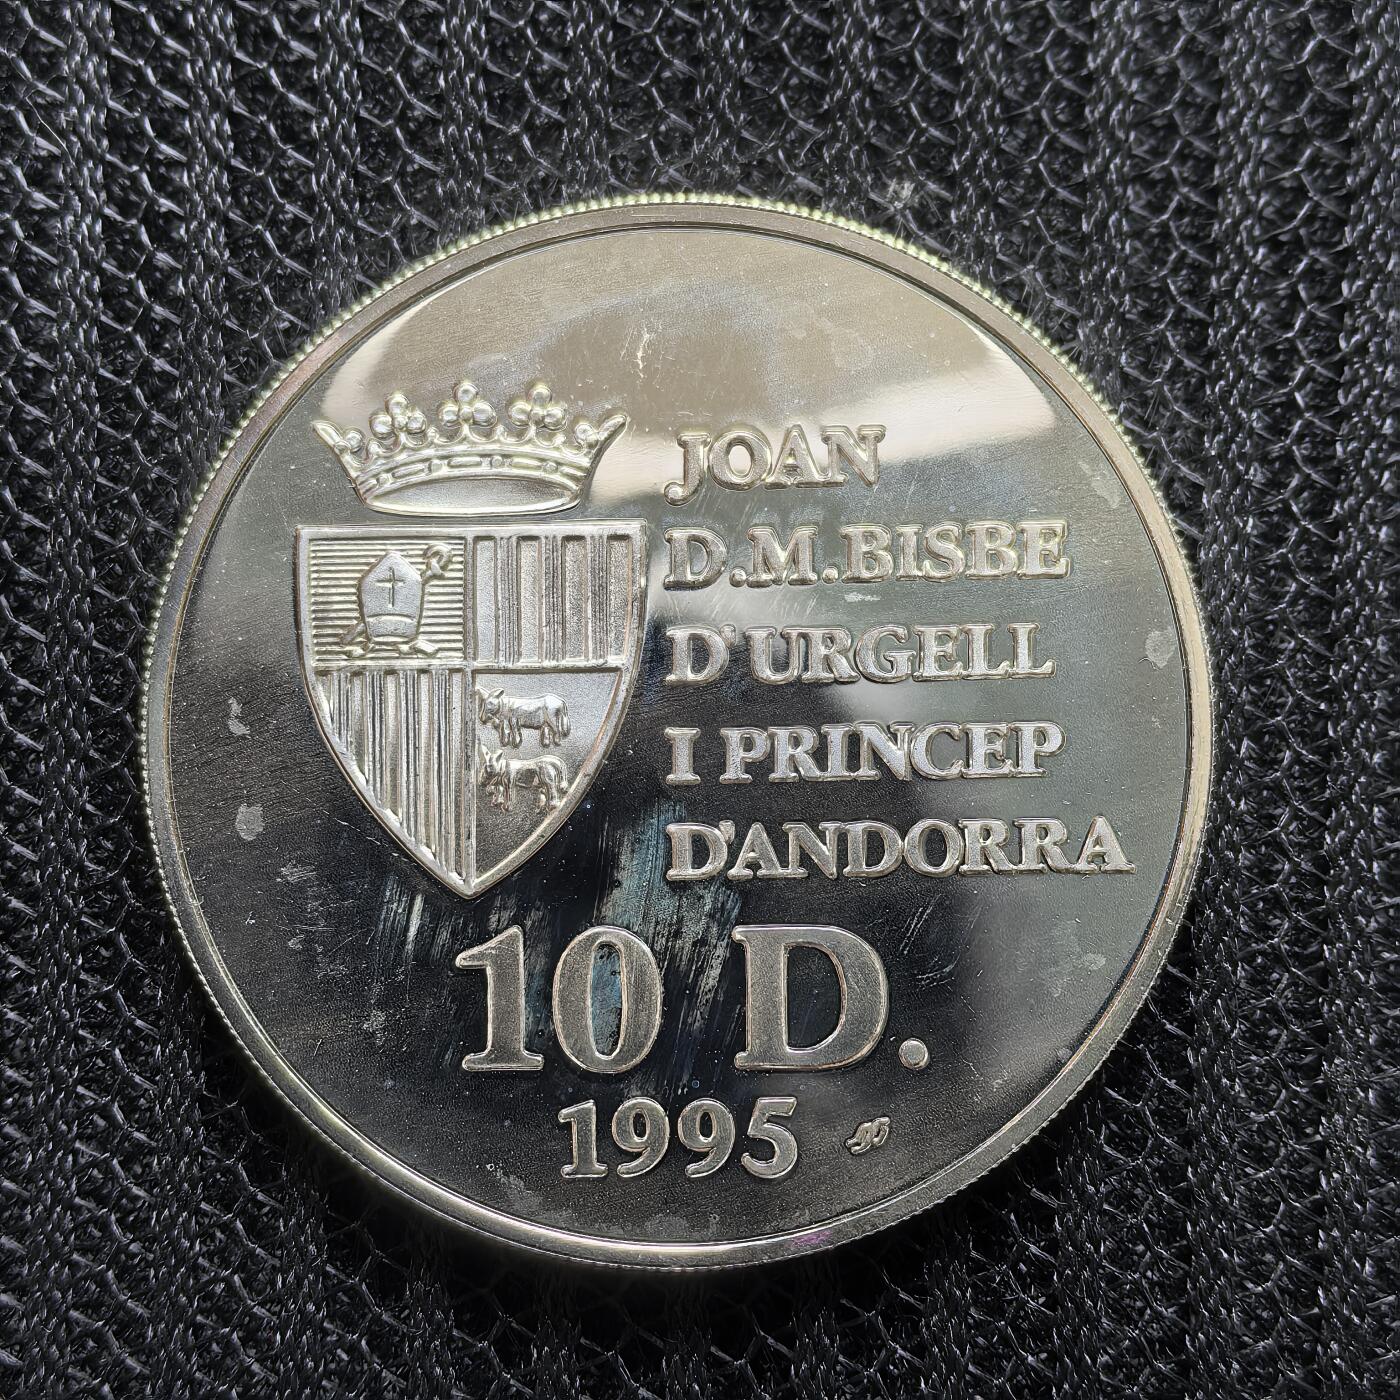 JOAN
D.M.BISBE
D'URGELL
I PRINCEP
D'ANDORRA
10 D.
1995